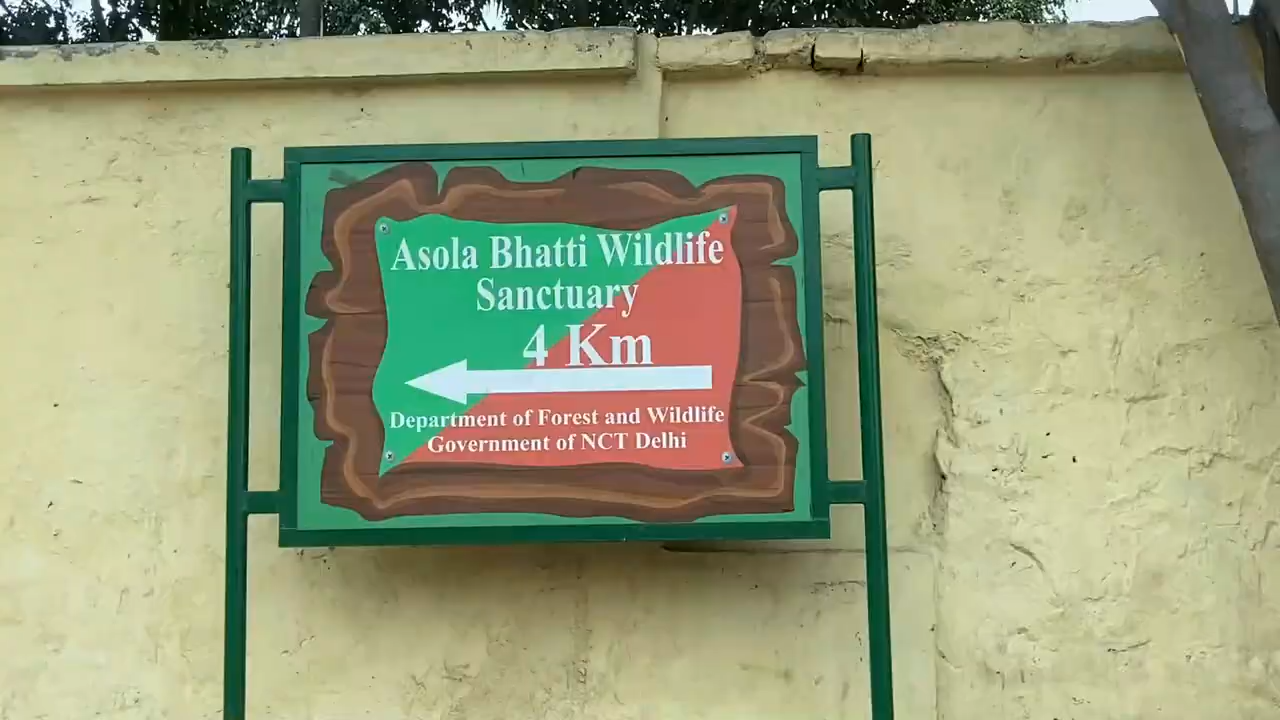 Asola Bhatti Wildlife
Sanctuary
4 Km
Department of Forest and Wildlife
Government of NCT Delhi